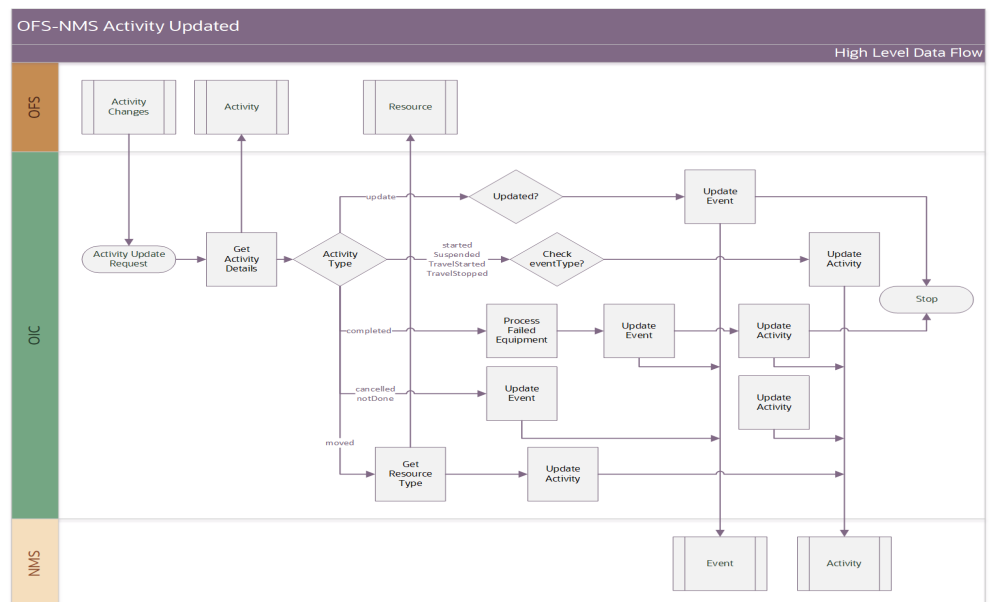 OFS-NMS Activity Updated
High Level Data Flow
OFS
Activity
Changes
Activity
Resource
OIC
update
Updated?
Update
Event
Activity Update
Request
Get
Activity
Details
Activity
Type
started
Suspended
TravelStarted
TravelStopped
Check
eventType?
Update
Activity
Stop
completed
Process
Failed
Equipment
Update
Event
Update
Activity
cancelled
notDone
Update
Event
Update
Activity
moved
Get
Resource
Type
Update
Activity
NMS
Event
Activity